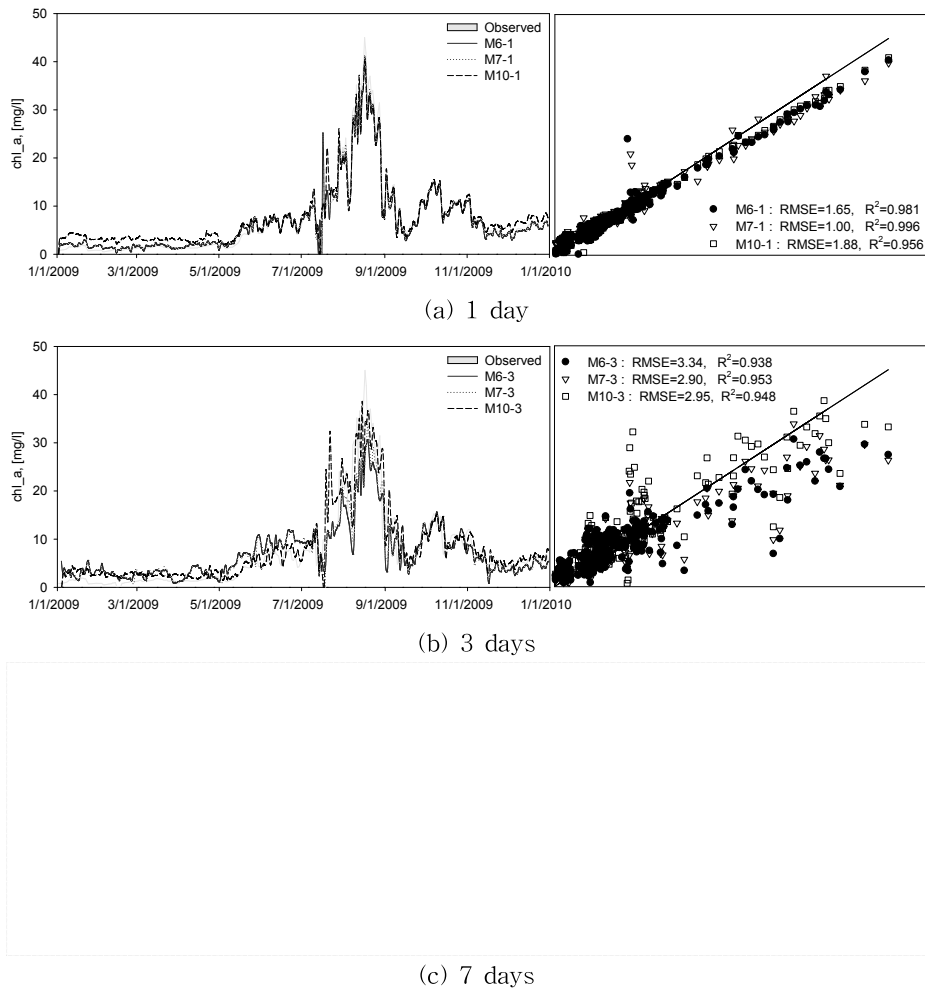 50
40
30
20
10
0
chl_a, [mg/l]
Observed
M6-1
M7-1
M10-1
1/1/2009 3/1/2009 5/1/2009 7/1/2009 9/1/2009 11/1/2009 1/1/2010
M6-1 : RMSE=1.65, R²=0.981
M7-1 : RMSE=1.00, R²=0.996
M10-1 : RMSE=1.88, R²=0.956
(a) 1 day
50
40
30
20
10
0
chl_a, [mg/l]
Observed
M6-3
M7-3
M10-3
1/1/2009 3/1/2009 5/1/2009 7/1/2009 9/1/2009 11/1/2009 1/1/2010
M6-3 : RMSE=3.34, R²=0.938
M7-3 : RMSE=2.90, R²=0.953
M10-3 : RMSE=2.95, R²=0.948
(b) 3 days
(c) 7 days